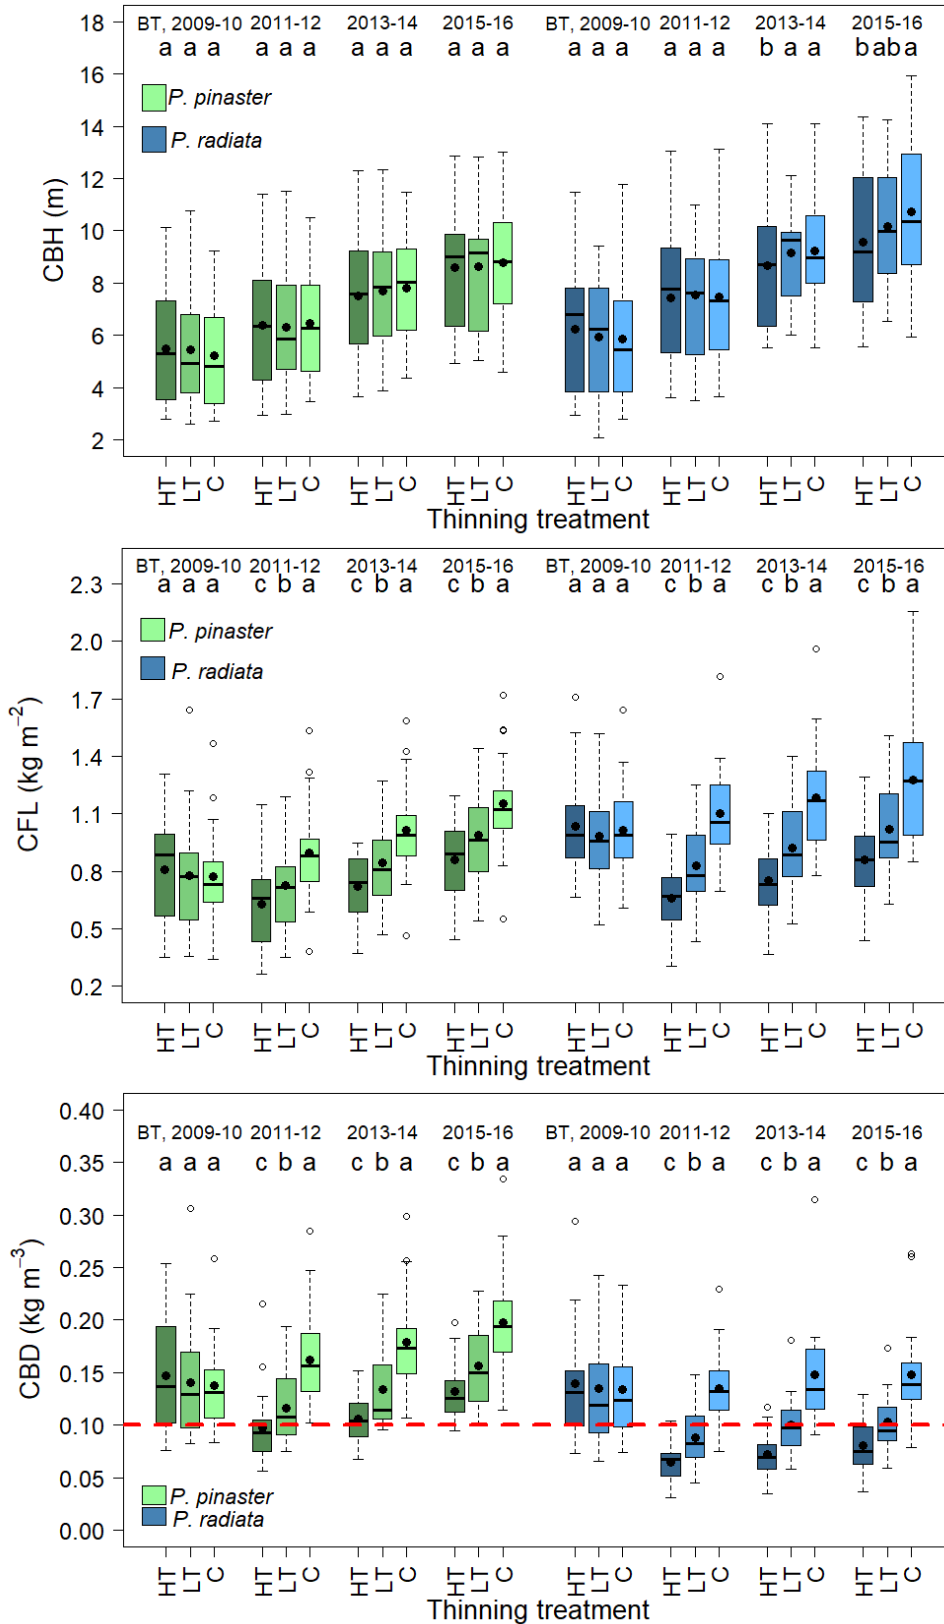 BT, 2009-10 2011-12 2013-14 2015-16 BT, 2009-10 2011-12 2013-14 2015-16
a a a a a a a a a a a a a a a a a a b a a b ab a
18
16
14
12
10
8
6
4
2
CBH (m)
P. pinaster
P. radiata
HT LT C HT LT C HT LT C HT LT C HT LT C HT LT C HT LT C HT LT C
Thinning treatment
BT, 2009-10 2011-12 2013-14 2015-16 BT, 2009-10 2011-12 2013-14 2015-16
a a a c b a c b a c b a a a a c b a c b a c b a
2.3
2.0
1.7
1.4
1.1
0.8
0.5
0.2
CFL (kg m−2)
P. pinaster
P. radiata
HT LT C HT LT C HT LT C HT LT C HT LT C HT LT C HT LT C HT LT C
Thinning treatment
0.40
BT, 2009-10 2011-12 2013-14 2015-16 BT, 2009-10 2011-12 2013-14 2015-16
a a a c b a c b a c b a a a a c b a c b a c b a
0.35
0.30
0.25
0.20
0.15
0.10
0.05
0.00
CBD (kg m−3)
P. pinaster
P. radiata
HT LT C HT LT C HT LT C HT LT C HT LT C HT LT C HT LT C HT LT C
Thinning treatment